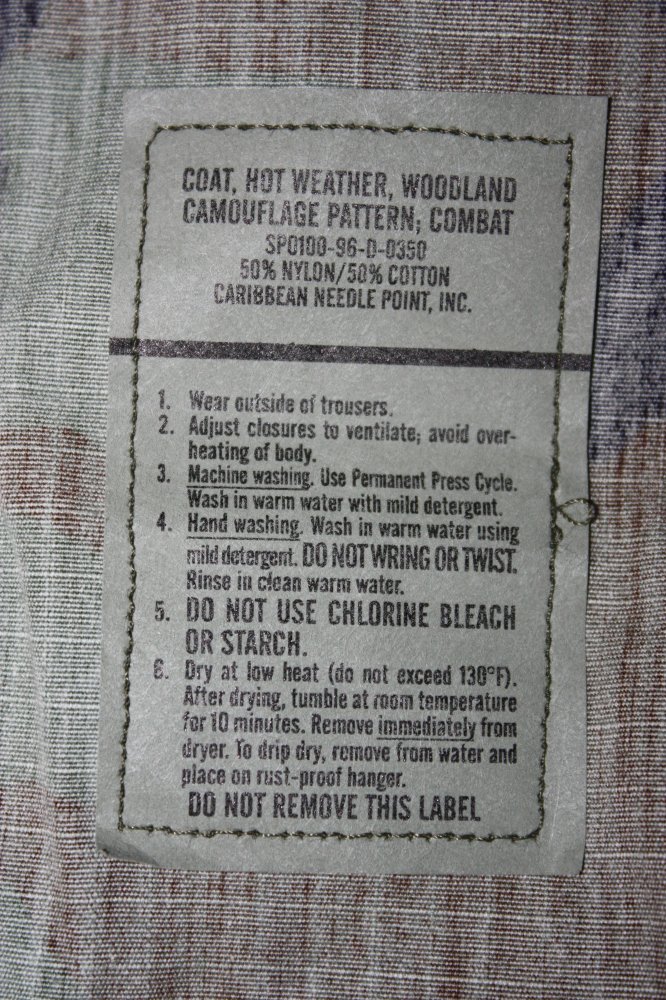 COAT, HOT WEATHER, WOODLAND
CAMOUFLAGE PATTERN; COMBAT
SPO100-96-D-0350
50% NYLON/50% COTTON
CARIBBEAN NEEDLE POINT, INC.
1. Wear outside of trousers.
2. Adjust closures to ventilate; avoid over-
heating of body.
3. Machine washing. Use Permanent Press Cycle.
Wash in warm water with mild detergent.
4. Hand washing. Wash in warm water using
mild detergent. DO NOT WRING OR TWIST.
Rinse in clean warm water.
5. DO NOT USE CHLORINE BLEACH
OR STARCH.
6. Dry at low heat (do not exceed 130°F).
After drying, tumble at room temperature
for 10 minutes. Remove immediately from
dryer. To drip dry, remove from water and
place on rust-proof hanger.
DO NOT REMOVE THIS LABEL